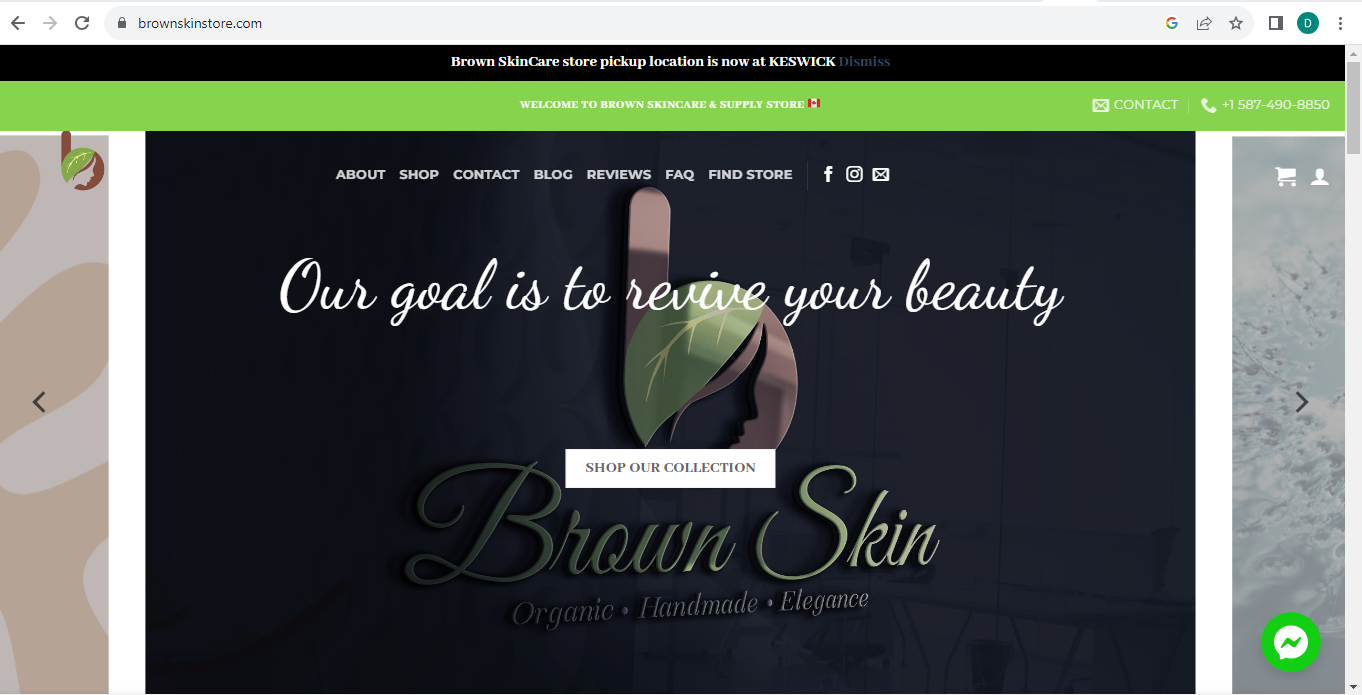 brownskinstore.com
D
Brown SkinCare store pickup location is now at KESWICK Dismiss
WELCOME TO BROWN SKINCARE & SUPPLY STORE
CONTACT
+1 587-490-8850
ABOUT SHOP CONTACT BLOG REVIEWS FAQ FIND STORE
Our goal is to revive your beauty
SHOP OUR COLLECTION
Brown Skin
Organic • Handmade • Elegance